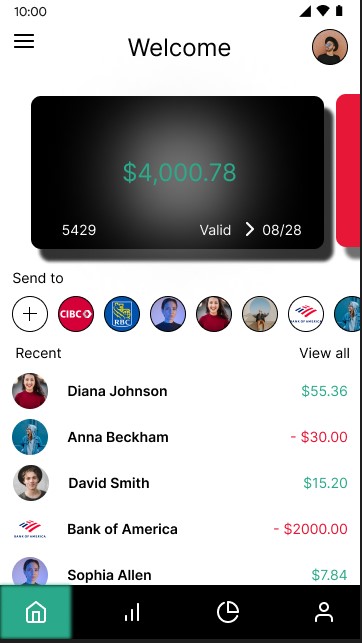 10:00
Welcome
$4,000.78
5429 Valid 08/28
Send to
CIBC
RBC
BANK OF AMERICA
Recent View all
Diana Johnson $55.36
Anna Beckham - $30.00
David Smith $15.20
BANK OF AMERICA
Bank of America - $2000.00
Sophia Allen $7.84